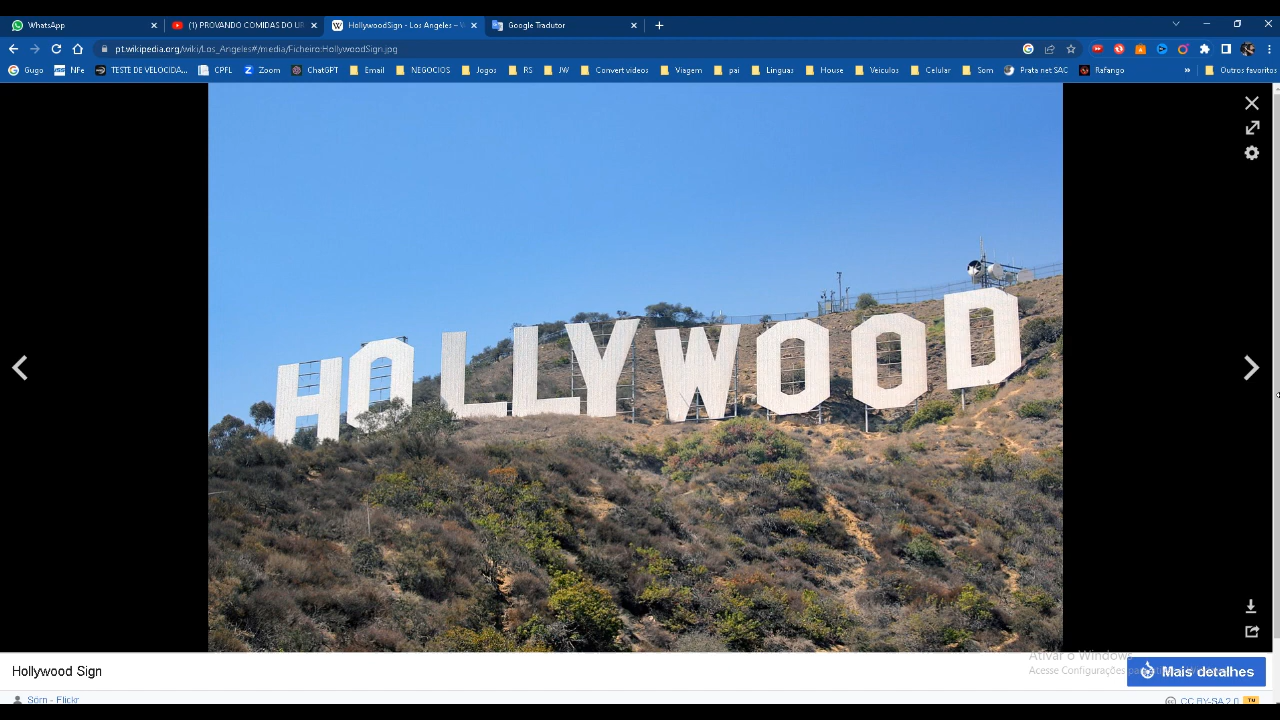 WhatsApp
(1) PROVANDO COMIDAS DO UR
HollywoodSign - Los Angeles – W
Google Tradutor
pt.wikipedia.org/wiki/Los_Angeles#/media/Ficheiro:HollywoodSign.jpg
Gugo NFe TESTE DE VELOCIDA... CPFL Zoom ChatGPT Email NEGOCIOS Jogos RS JW Convert videos Viagem pai Linguas House Veiculos Celular Som Prata net SAC Rafango » Outros favoritos
HOLLYWOOD
Ativar o Windows
Acesse Configurações
Mais detalhes
Hollywood Sign
Sörn - Flickr
CC BY-SA 2.0